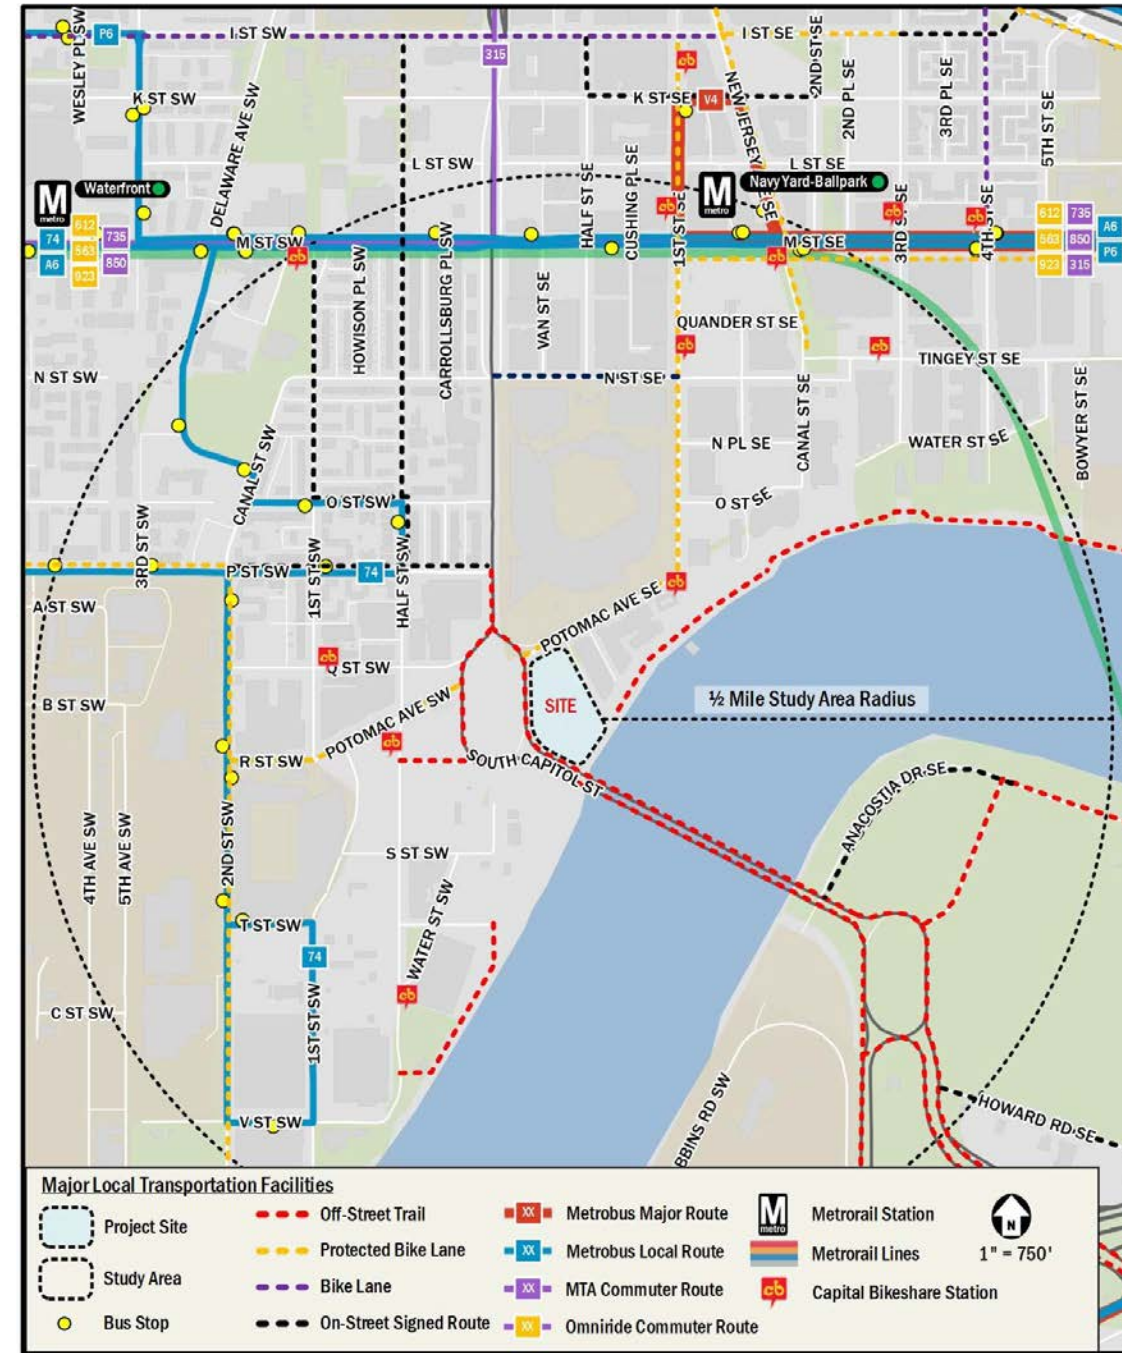 WESLEY PL SW
P6
I ST SW
315
I ST SE
2ND ST SE
K ST SW
DELAWARE AVE SW
K ST SE
V4
NEW JERSEY
2ND PL SE
3RD PL SE
5TH ST SE
L ST SW
HALF ST SE
CUSHING PL SE
L ST SE
M
metro
Waterfront
M
metro
Navy Yard-Ballpark
612
735
74
563
850
A6
923
M ST SW
HOWISON PL SW
CARROLLSBURG PL SW
VAN ST SE
1ST ST SE
M ST SE
3RD ST SE
4TH ST SE
612
735
A6
563
850
P6
923
315
QUANDER ST SE
TINGEY ST SE
N ST SW
N ST SE
CANAL ST SE
N PL SE
WATER ST SE
BOWYER ST SE
CANAL ST SW
O ST SW
O ST SE
3RD ST SW
P ST SW
1ST ST SW
74
HALF ST SW
A ST SW
POTOMAC AVE SE
Q ST SW
B ST SW
POTOMAC AVE SW
SITE
½ Mile Study Area Radius
R ST SW
SOUTH CAPITOL ST
ANACOSTIA DR SE
4TH AVE SW
5TH AVE SW
2ND ST SW
S ST SW
WATER ST SW
T ST SW
74
C ST SW
1ST ST SW
V ST SW
BBINS RD SW
HOWARD RD SE
Major Local Transportation Facilities
Project Site
Study Area
Bus Stop
Off-Street Trail
Protected Bike Lane
Bike Lane
On-Street Signed Route
XX Metrobus Major Route
XX Metrobus Local Route
XX MTA Commuter Route
XX Omniride Commuter Route
M
metro
Metrorail Station
Metrorail Lines
cb Capital Bikeshare Station
N
1" = 750'